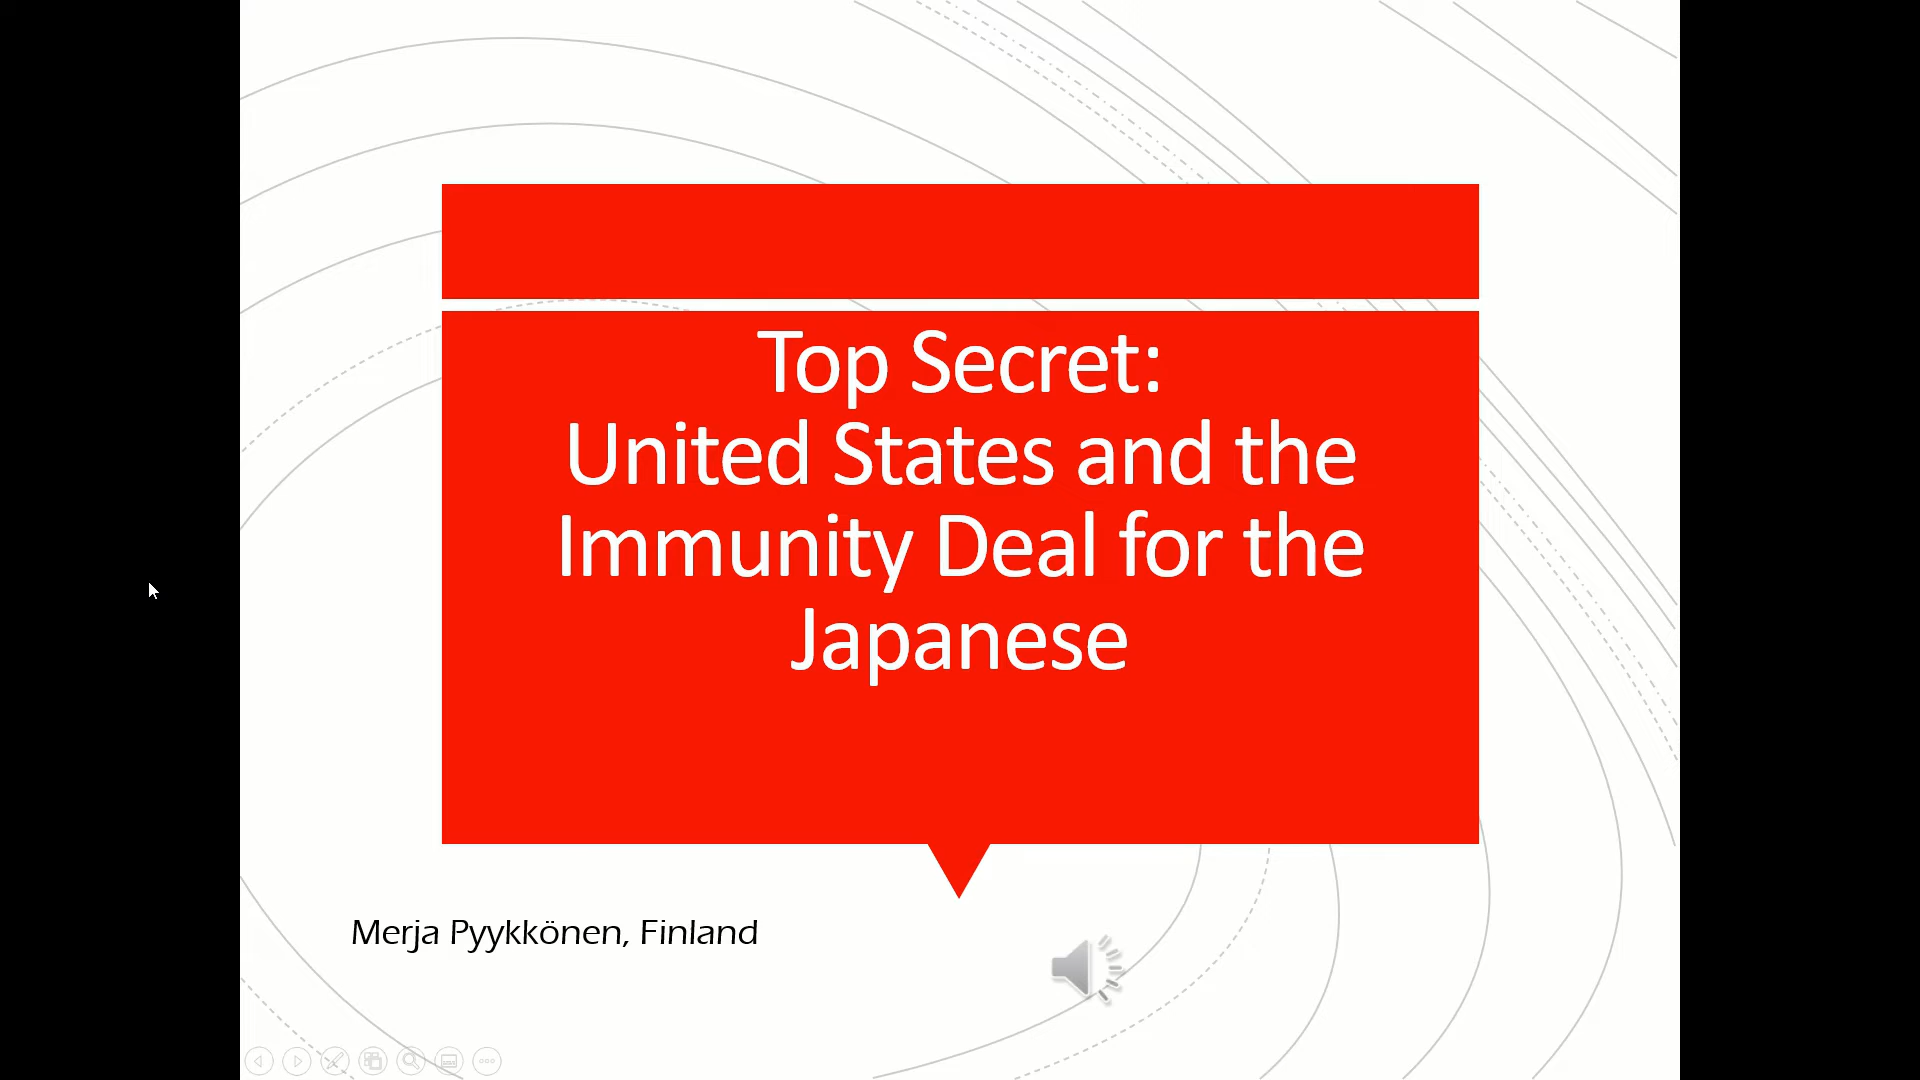 Top Secret:
United States and the
Immunity Deal for the
Japanese
Merja Pyykkönen, Finland